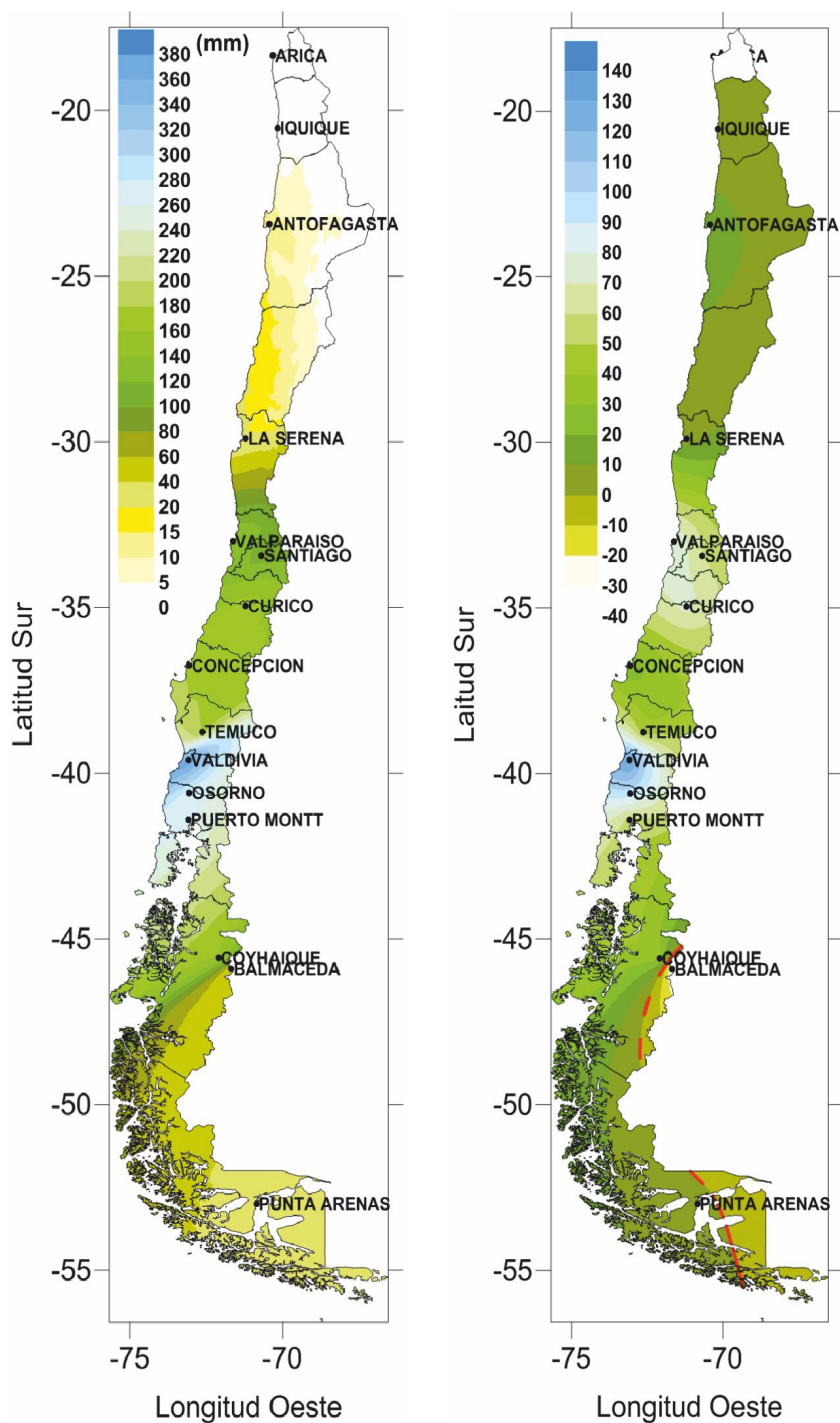 (mm)
380
360
340
320
300
280
260
240
220
200
180
160
140
120
100
80
60
40
20
15
10
5
0
ARICA
IQUIQUE
ANTOFAGASTA
LA SERENA
VALPARAISO
SANTIAGO
CURICO
CONCEPCION
TEMUCO
VALDIVIA
OSORNO
PUERTO MONTT
COYHAIQUE
BALMACEDA
PUNTA ARENAS
-20
-25
-30
-35
-40
-45
-50
-55
Latitud Sur
-75
-70
Longitud Oeste
140
130
120
110
100
90
80
70
60
50
40
30
20
10
0
-10
-20
-30
-40
A
IQUIQUE
ANTOFAGASTA
LA SERENA
VALPARAISO
SANTIAGO
CURICO
CONCEPCION
TEMUCO
VALDIVIA
OSORNO
PUERTO MONTT
COYHAIQUE
BALMACEDA
PUNTA ARENAS
-20
-25
-30
-35
-40
-45
-50
-55
Laitud Sur
-75
-70
Longitud Oeste